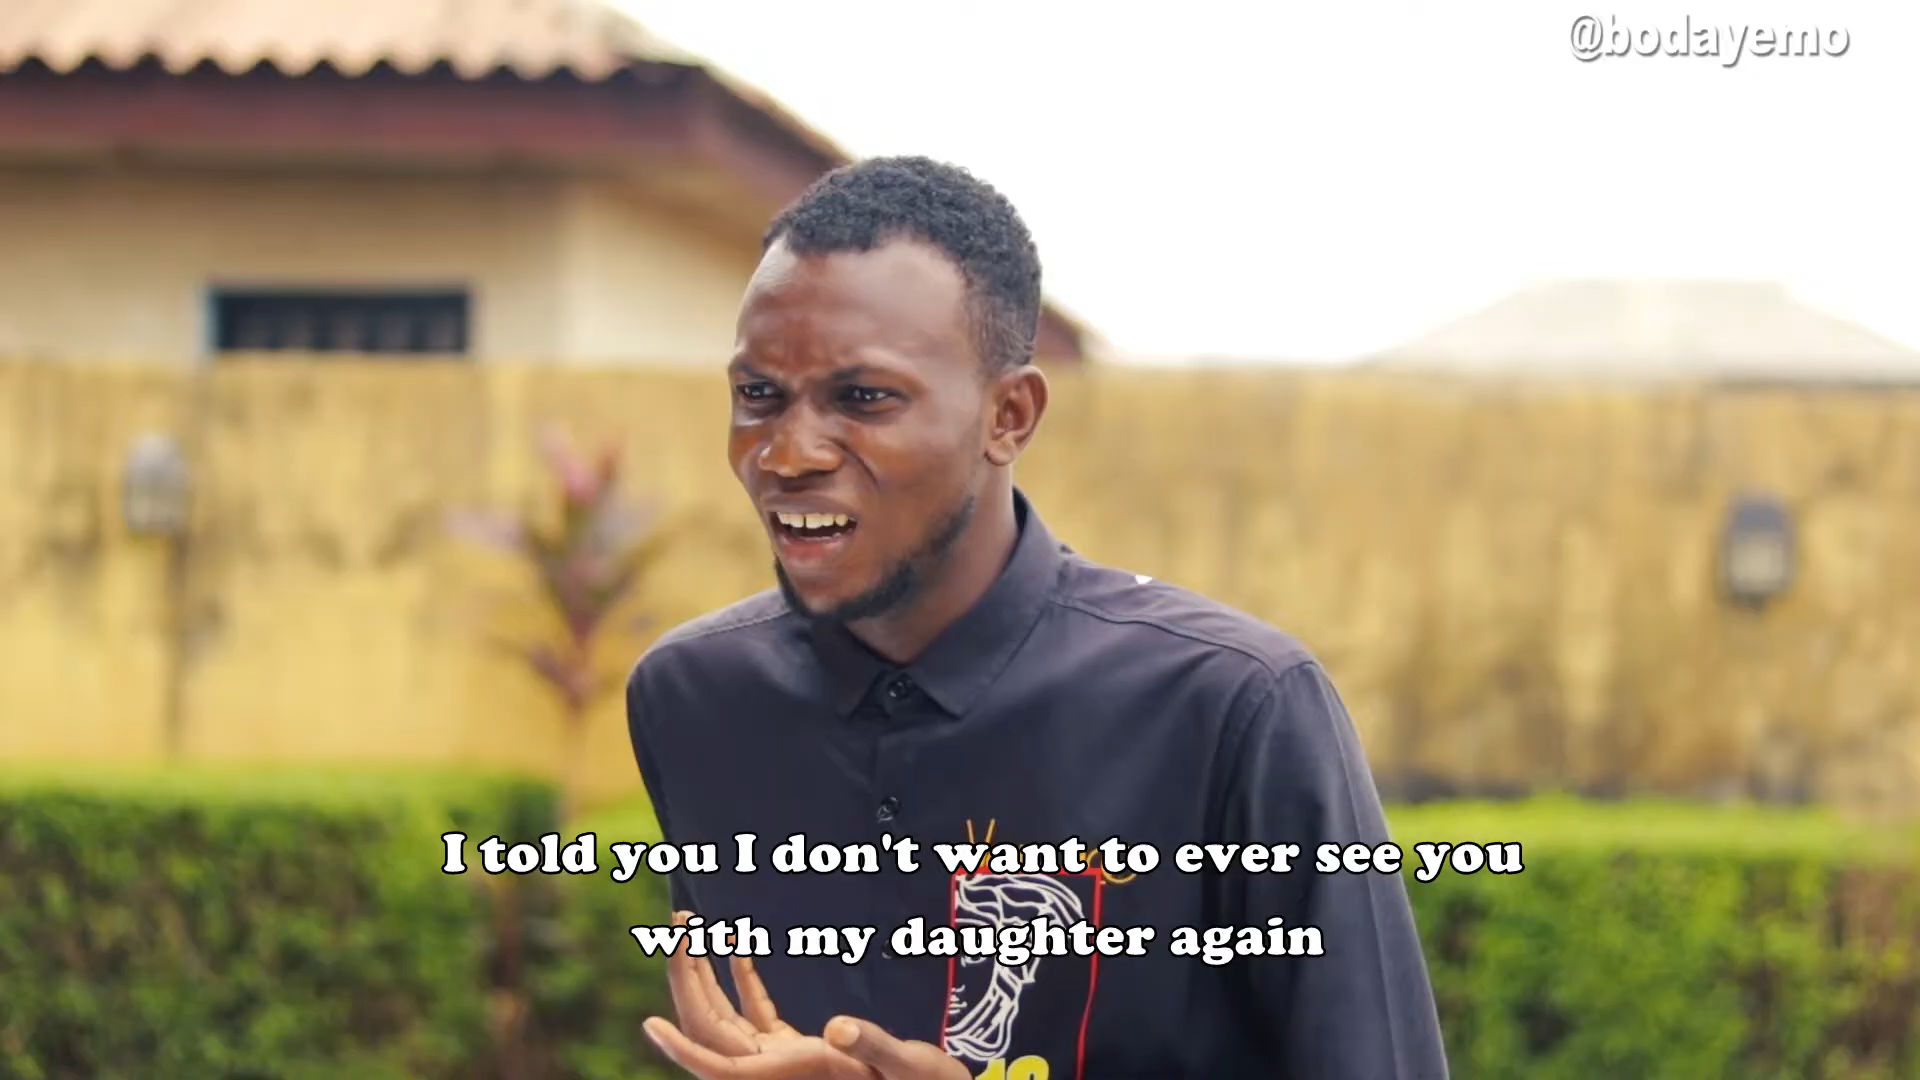 @bodayemo
I told you I don't want to ever see you
with my daughter again